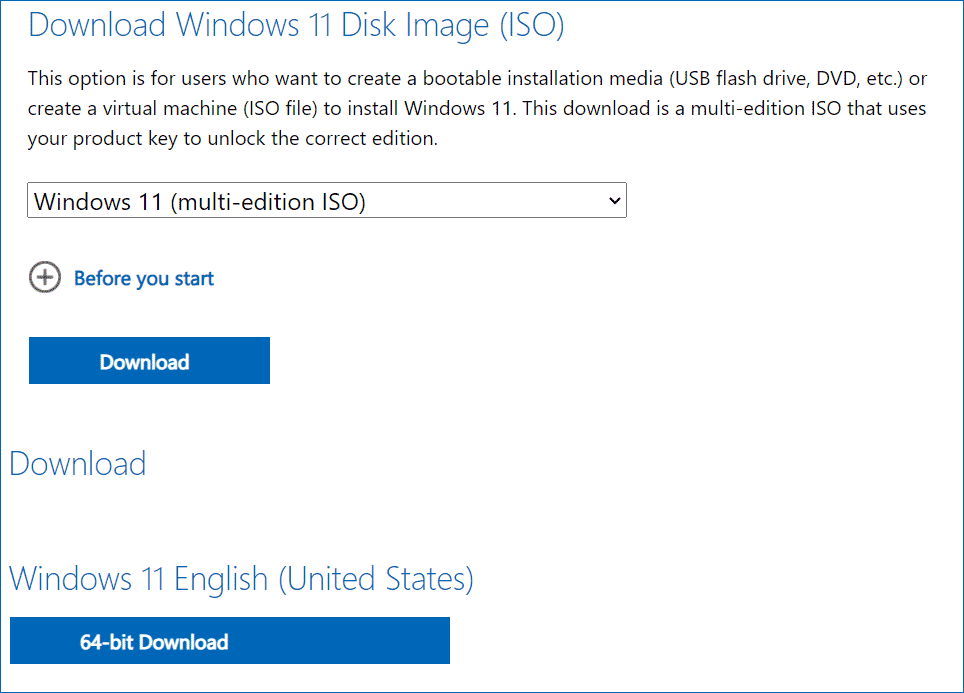 Download Windows 11 Disk Image (ISO)
This option is for users who want to create a bootable installation media (USB flash drive, DVD, etc.) or
create a virtual machine (ISO file) to install Windows 11. This download is a multi-edition ISO that uses
your product key to unlock the correct edition.
Windows 11 (multi-edition ISO)
Before you start
Download
Download
Windows 11 English (United States)
64-bit Download